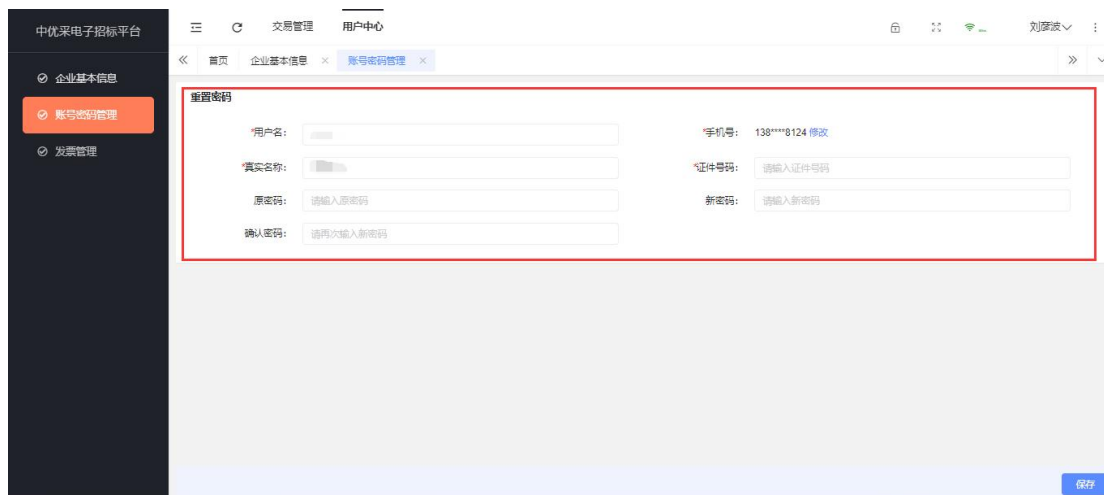 中优采电子招标平台
交易管理 用户中心 刘彦波
首页 企业基本信息 × 账号密码管理 ×
企业基本信息
账号密码管理
发票管理
重置密码
*用户名: *手机号: 138****8124 修改
*真实名称: *证件号码: 请输入证件号码
原密码: 请输入原密码 新密码: 请输入新密码
确认密码: 请再次输入新密码
保存